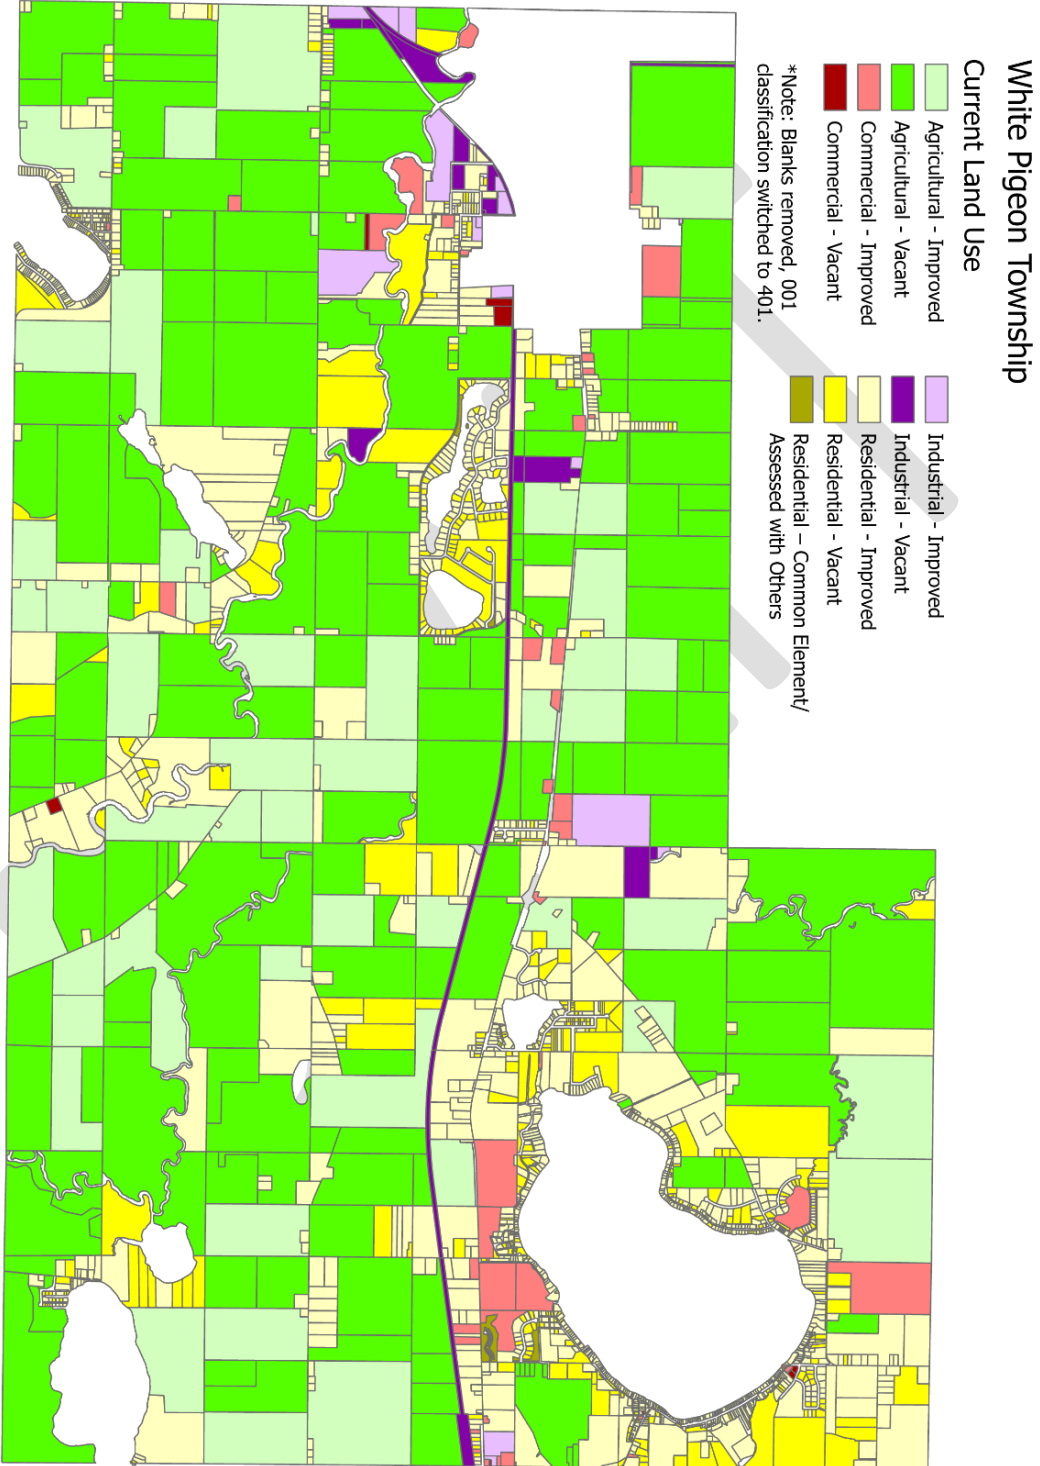 White Pigeon Township
Current Land Use
Agricultural - Improved
Agricultural - Vacant
Commercial - Improved
Commercial - Vacant
Industrial - Improved
Industrial - Vacant
Residential - Improved
Residential - Vacant
Residential – Common Element/
Assessed with Others
*Note: Blanks removed, 001
classification switched to 401.